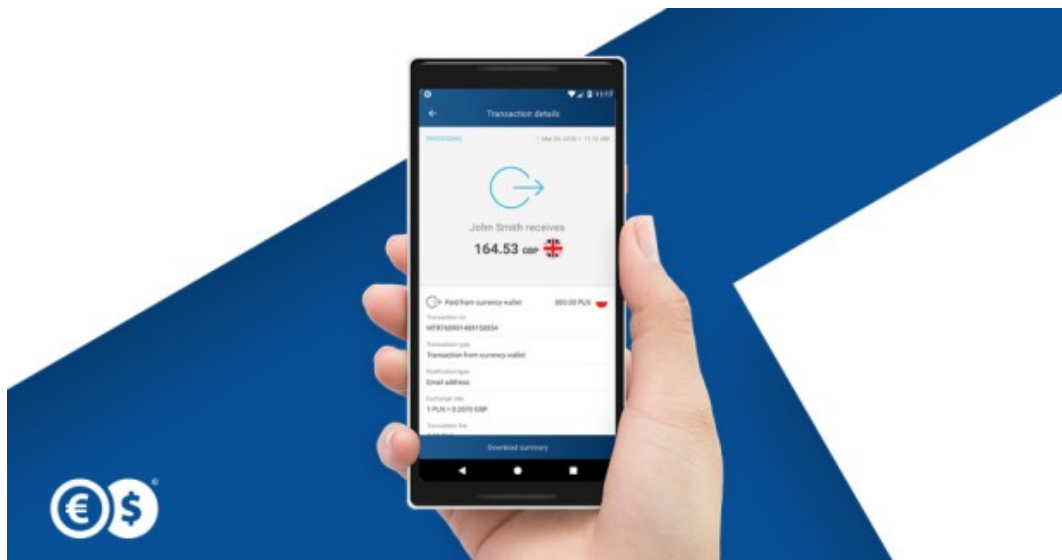 11:17
Transaction details
PROCESSING
John Smith receives
164.53 GBP
Paid from currency wallet 800.00 PLN
Transaction no.
Transaction type
Transaction from currency wallet
Notification type
Email address
Exchange rate
1 PLN = 0.2070 GBP
Transaction fee
Download summary
€ $ ®